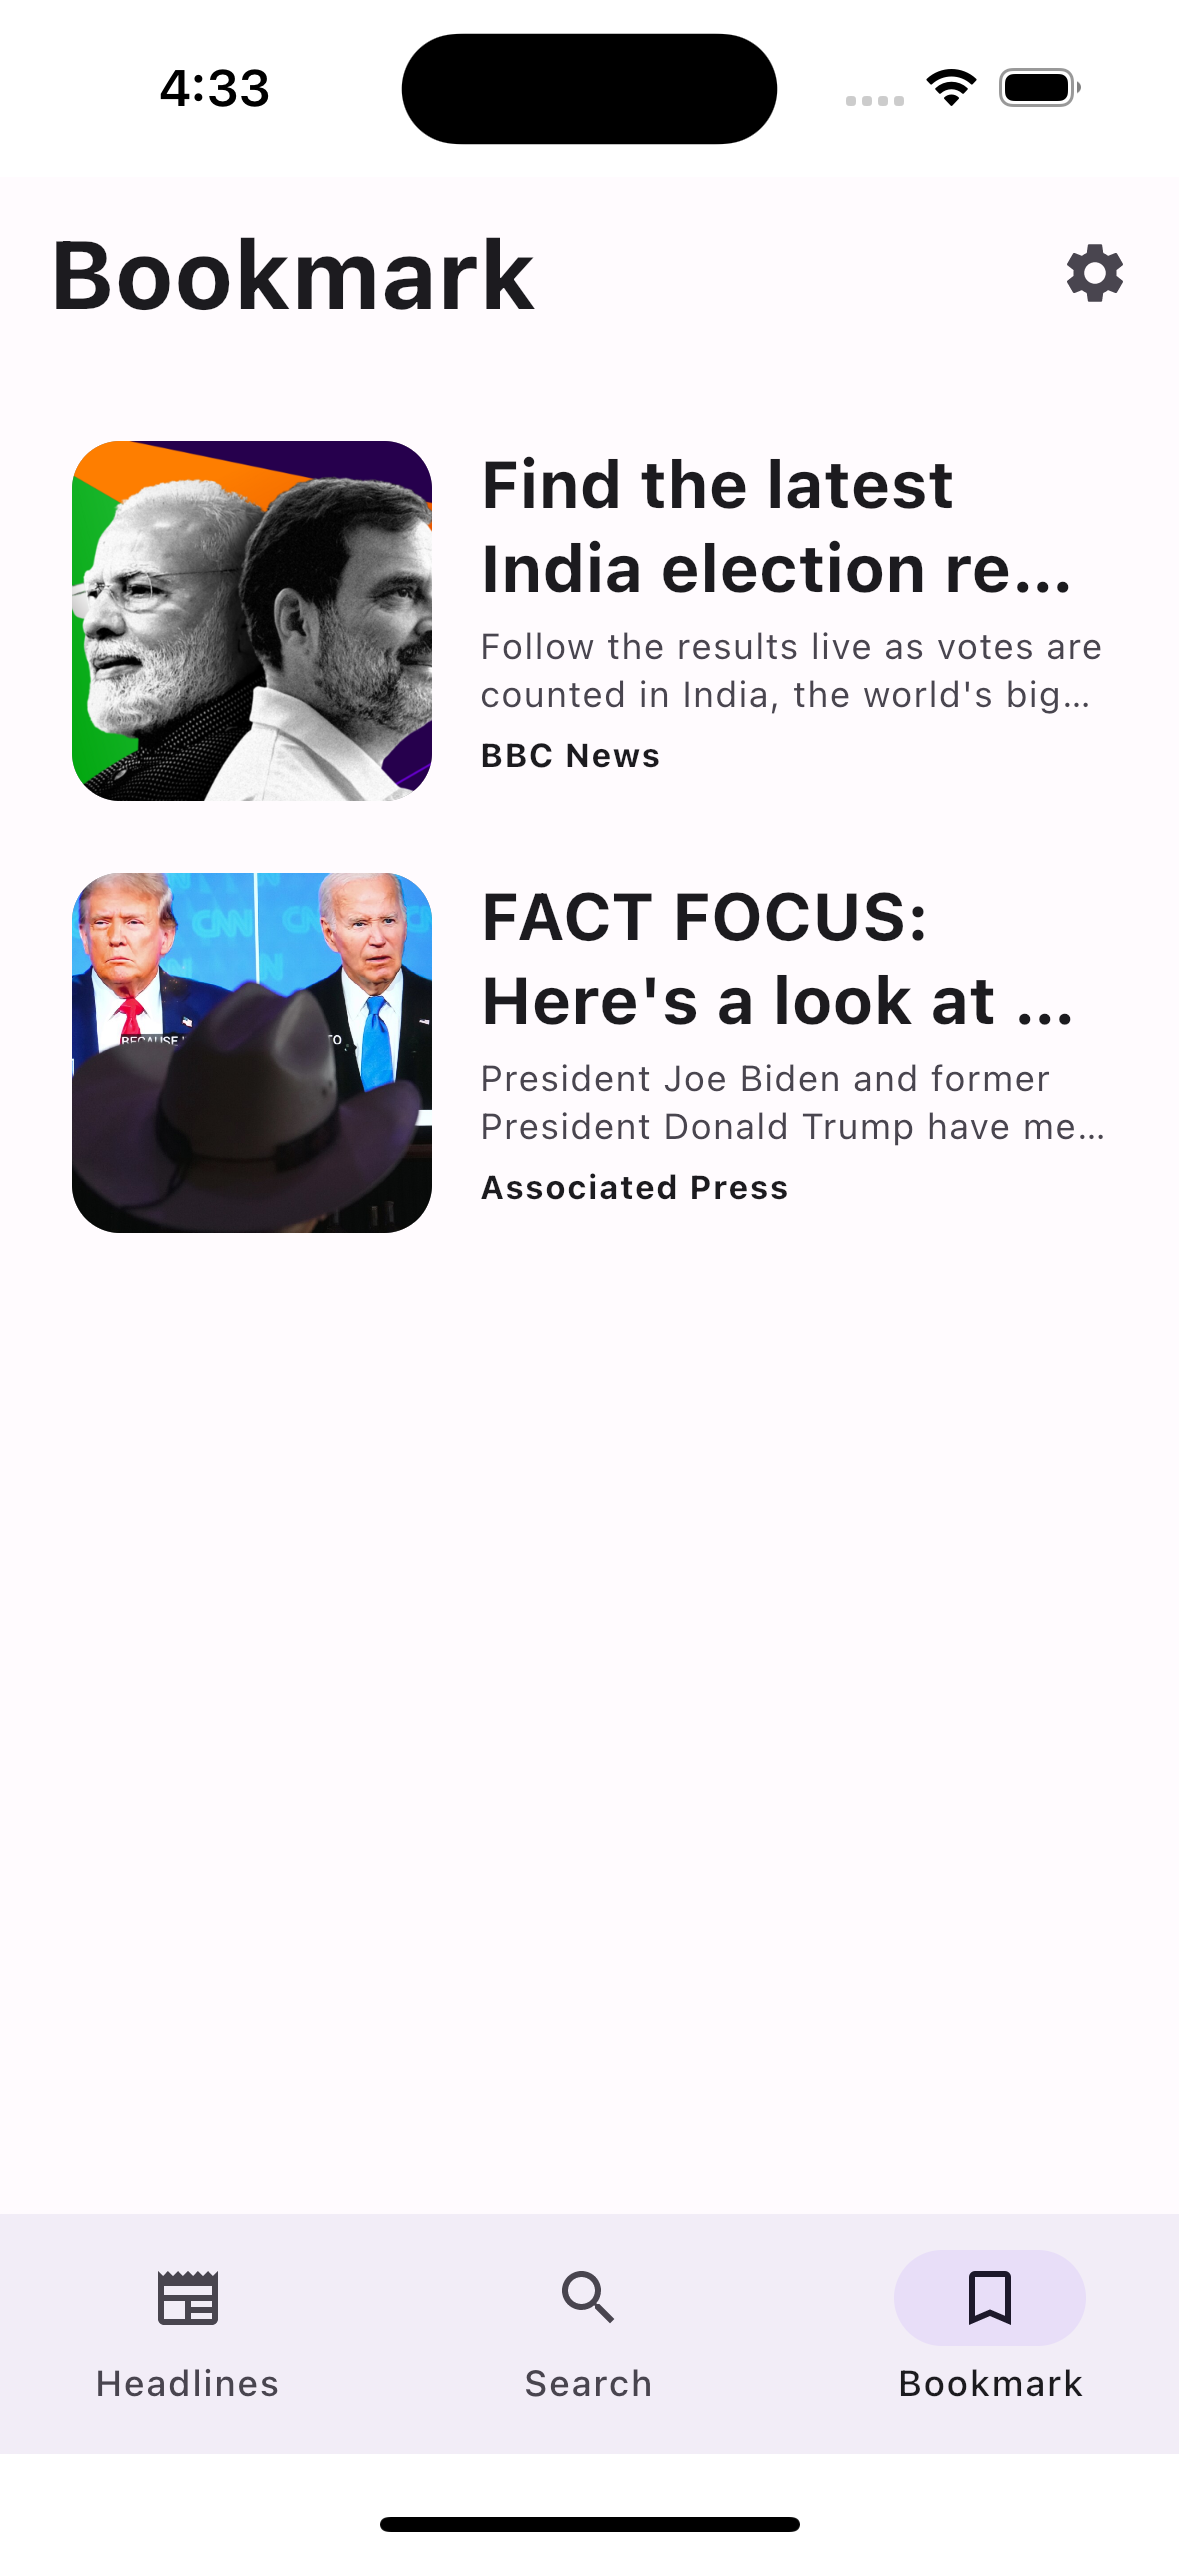 4:33
Bookmark
Find the latest
India election re...
Follow the results live as votes are
counted in India, the world's big...
BBC News
CNN
FACT FOCUS:
Here's a look at ...
President Joe Biden and former
President Donald Trump have me...
Associated Press
Headlines
Search
Bookmark